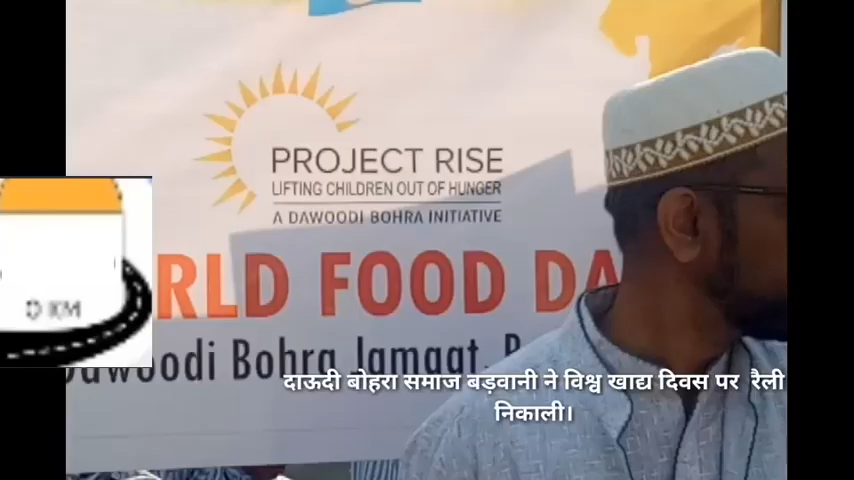 PROJECT RISE
LIFTING CHILDREN OUT OF HUNGER
A DAWOODI BOHRA INITIATIVE
RLD FOOD DA
Dawoodi Bohra Jamaat, B
KM
दाऊदी बोहरा समाज बड़वानी ने विश्व खाद्य दिवस पर रैली
निकाली।